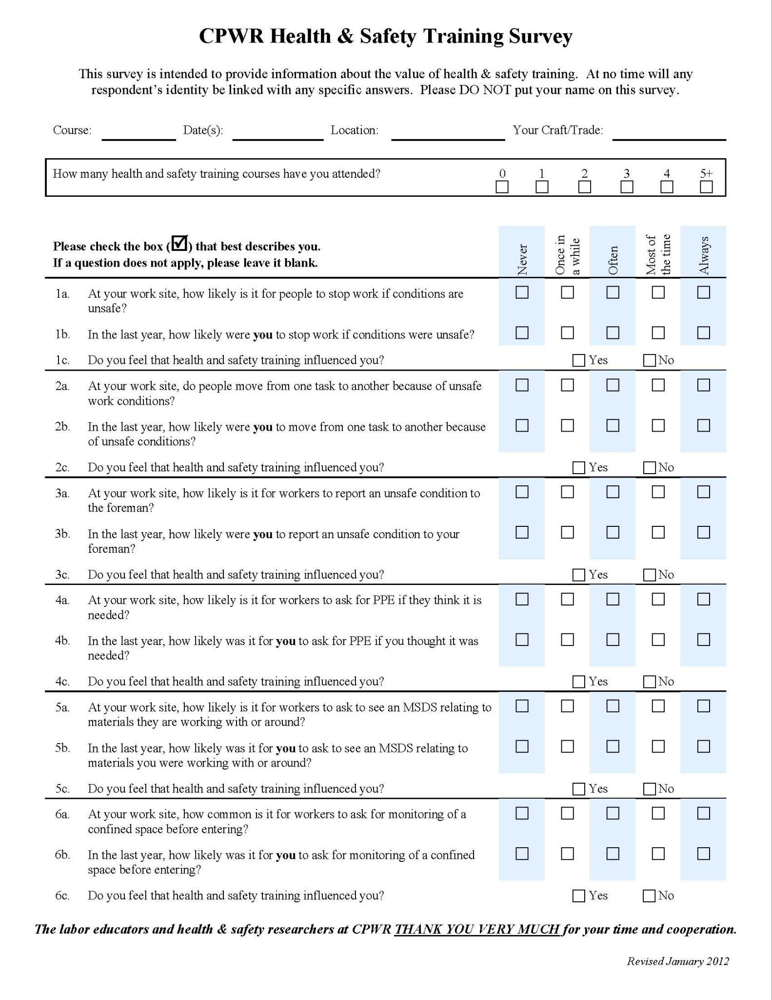 CPWR Health & Safety Training Survey
This survey is intended to provide information about the value of health & safety training. At no time will any
respondent's identity be linked with any specific answers. Please DO NOT put your name on this survey.
Course: Date(s): Location: Your Craft/Trade:
How many health and safety training courses have you attended? 0 1 2 3 4 5+
Please check the box (☑) that best describes you.
If a question does not apply, please leave it blank.
Never
Once in
a while
Often
Most of
the time
Always
1a. At your work site, how likely is it for people to stop work if conditions are
unsafe?
1b. In the last year, how likely were you to stop work if conditions were unsafe?
1c. Do you feel that health and safety training influenced you? Yes No
2a. At your work site, do people move from one task to another because of unsafe
work conditions?
2b. In the last year, how likely were you to move from one task to another because
of unsafe conditions?
2c. Do you feel that health and safety training influenced you? Yes No
3a. At your work site, how likely is it for workers to report an unsafe condition to
the foreman?
3b. In the last year, how likely were you to report an unsafe condition to your
foreman?
3c. Do you feel that health and safety training influenced you? Yes No
4a. At your work site, how likely is it for workers to ask for PPE if they think it is
needed?
4b. In the last year, how likely was it for you to ask for PPE if you thought it was
needed?
4c. Do you feel that health and safety training influenced you? Yes No
5a. At your work site, how likely is it for workers to ask to see an MSDS relating to
materials they are working with or around?
5b. In the last year, how likely was it for you to ask to see an MSDS relating to
materials you were working with or around?
5c. Do you feel that health and safety training influenced you? Yes No
6a. At your work site, how common is it for workers to ask for monitoring of a
confined space before entering?
6b. In the last year, how likely was it for you to ask for monitoring of a confined
space before entering?
6c. Do you feel that health and safety training influenced you? Yes No
The labor educators and health & safety researchers at CPWR THANK YOU VERY MUCH for your time and cooperation.
Revised January 2012